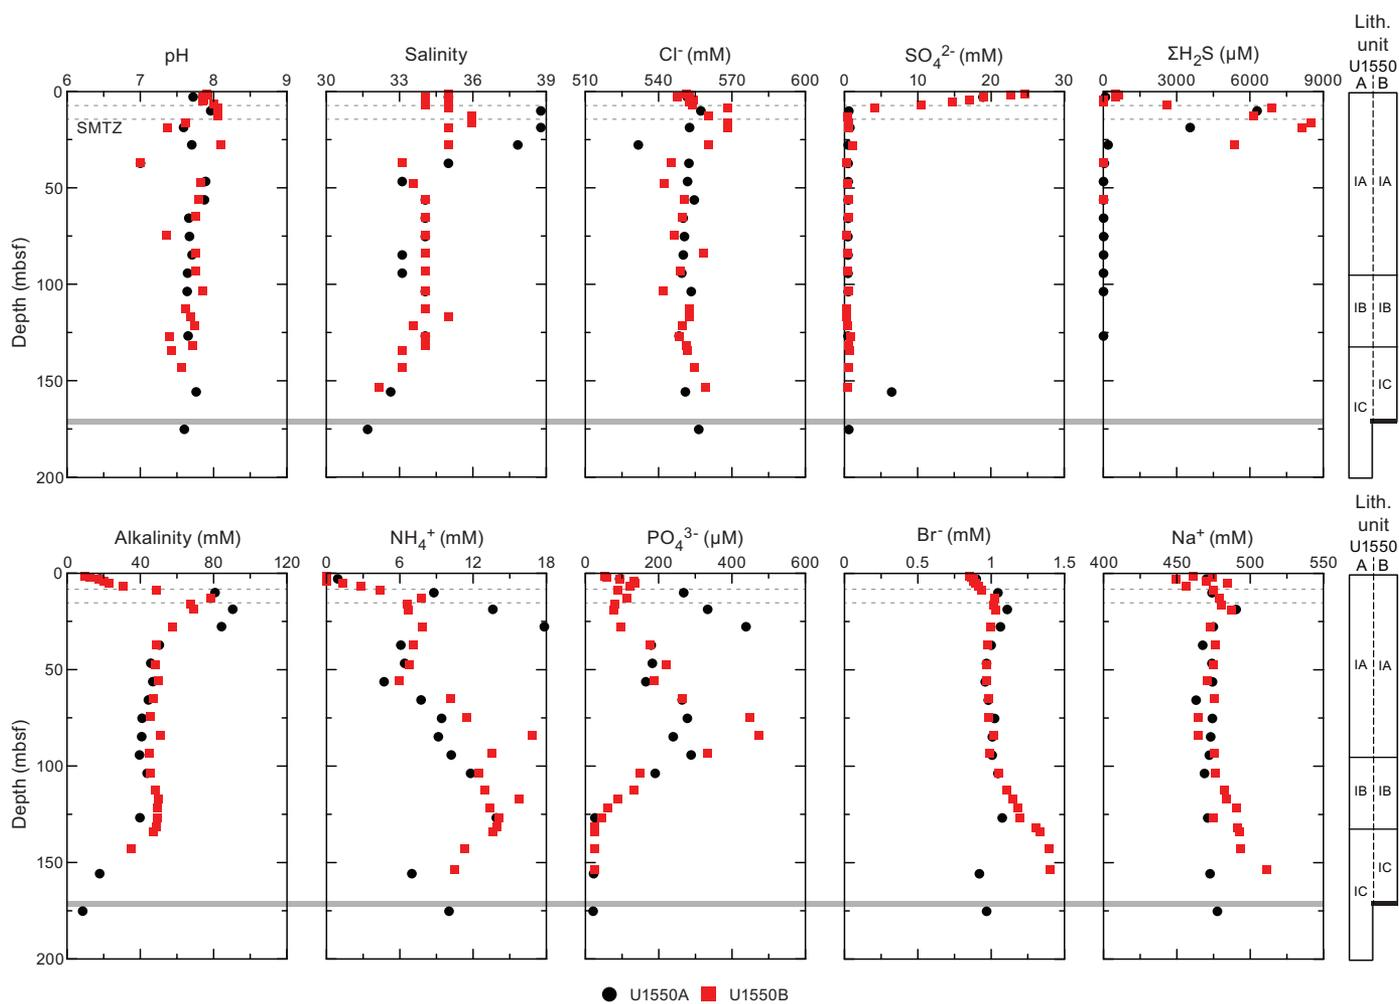 Lith.
unit
U1550
A B
pH
Salinity
Cl⁻ (mM)
SO₄²⁻ (mM)
ΣH₂S (µM)
6 7 8 9
30 33 36 39
510 540 570 600
0 10 20 30
0 3000 6000 9000
0
SMTZ
50
100
150
200
Depth (mbsf)
IA IA
IB IB
IC
IC
Lith.
unit
U1550
A B
Alkalinity (mM)
NH₄⁺ (mM)
PO₄³⁻ (µM)
Br⁻ (mM)
Na⁺ (mM)
0 40 80 120
0 6 12 18
0 200 400 600
0 0.5 1 1.5
400 450 500 550
0
50
100
150
200
Depth (mbsf)
IA IA
IB IB
IC
IC
U1550A U1550B